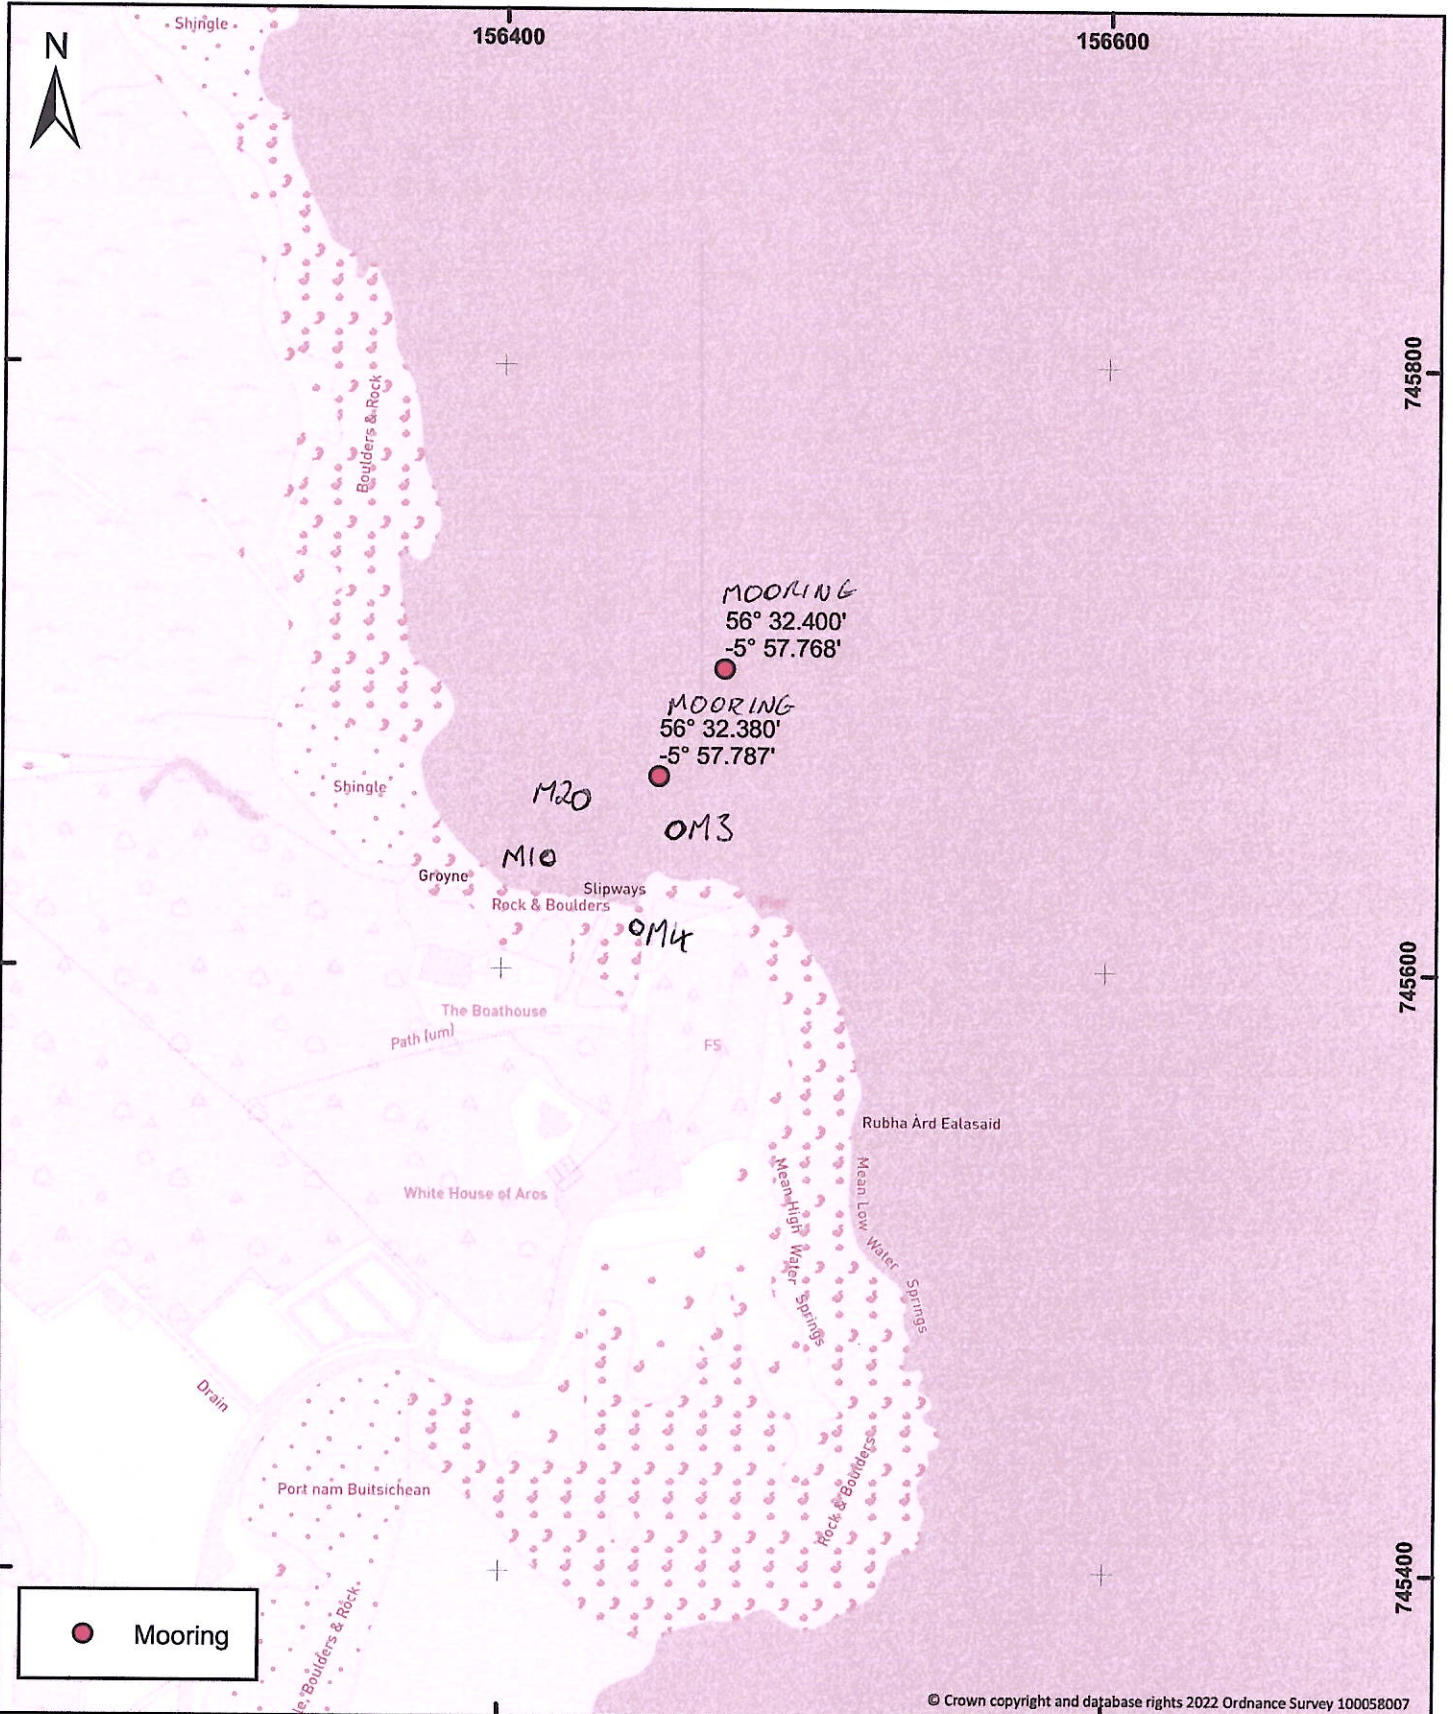 Shingle
N
156400
156600
745800
Boulders & Rock
MOORING
56° 32.400'
-5° 57.768'
MOORING
56° 32.380'
-5° 57.787'
Shingle
M2O
OM3
M1O
Groyne
Slipways
Rock & Boulders
Pier
OM4
745600
The Boathouse
Path (um)
FS
Rubha Àrd Ealasaid
Mean High Water Springs
Mean Low Water Springs
White House of Aros
Drain
Rock & Boulders
Port nam Buitsichean
745400
le, Boulders & Rock
Mooring
© Crown copyright and database rights 2022 Ordnance Survey 100058007